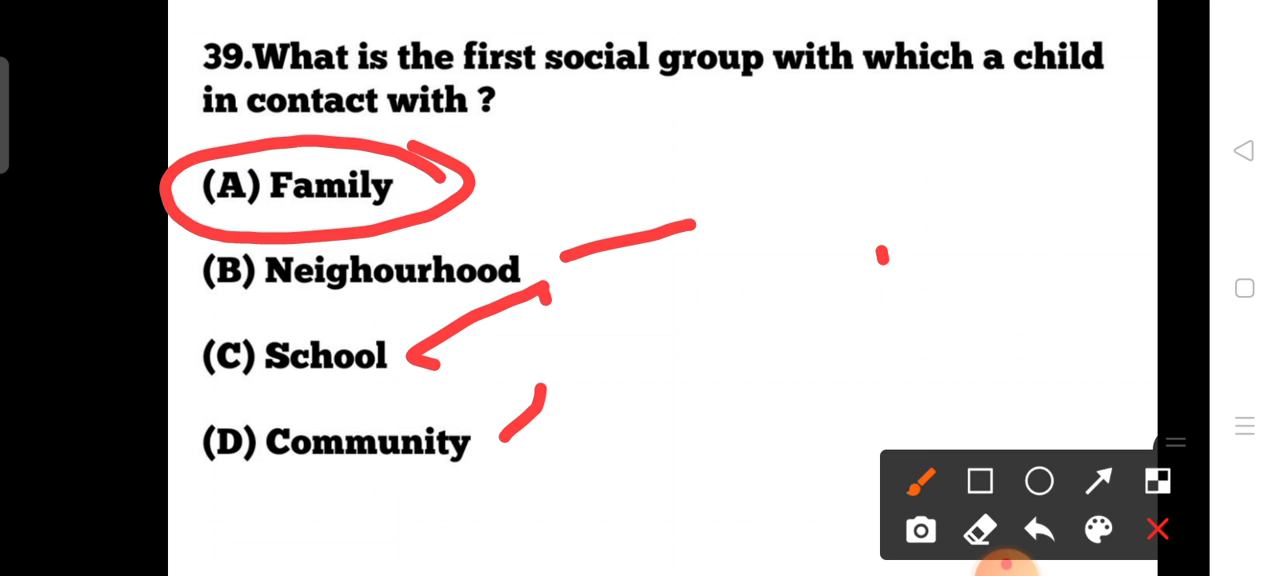 39.What is the first social group with which a child
in contact with ?
(A) Family
(B) Neighourhood
(C) School
(D) Community